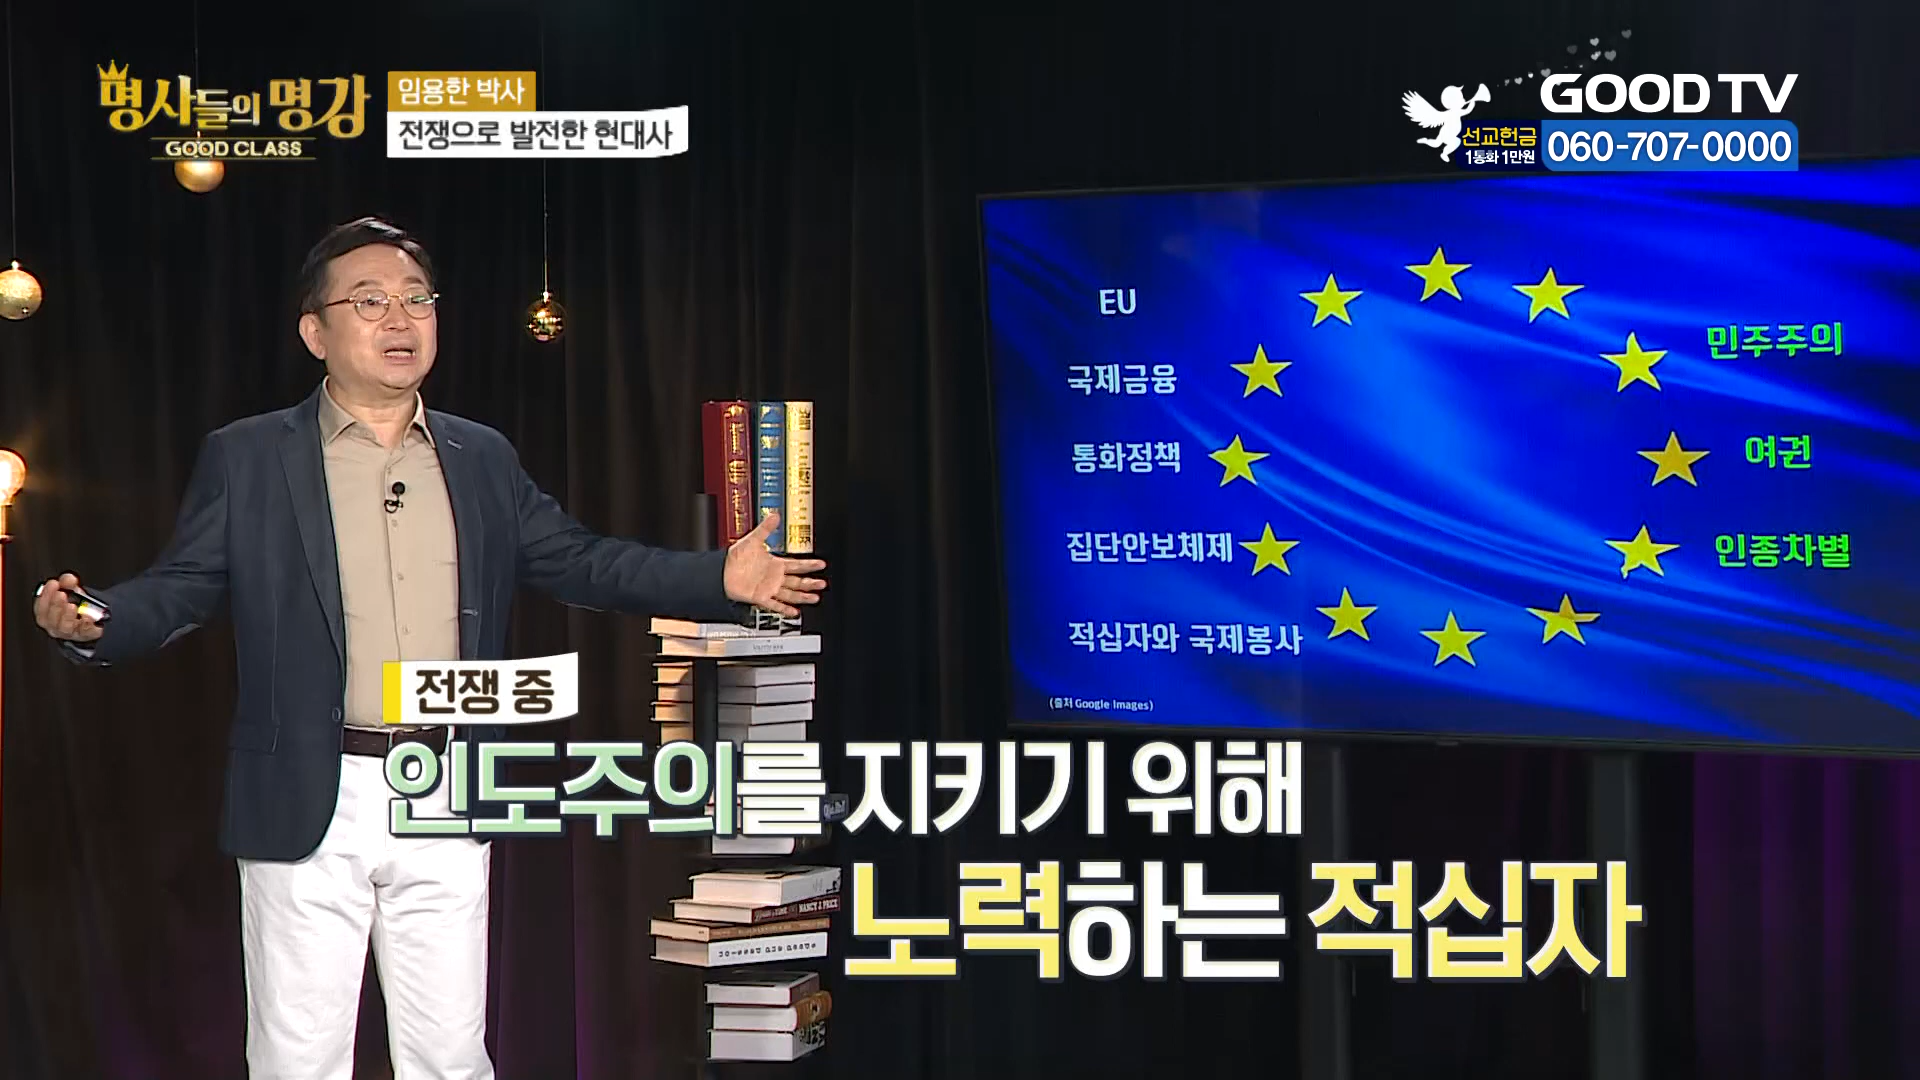 명사들의 명강
GOOD CLASS
임용한 박사
전쟁으로 발전한 현대사
GOOD TV
선교헌금
1통화 1만원
060-707-0000
EU
국제금융
통화정책
집단안보체제
적십자와 국제봉사
민주주의
여권
인종차별
(출처 Google Images)
전쟁 중
인도주의를 지키기 위해
노력하는 적십자
NANCY J. PRICE